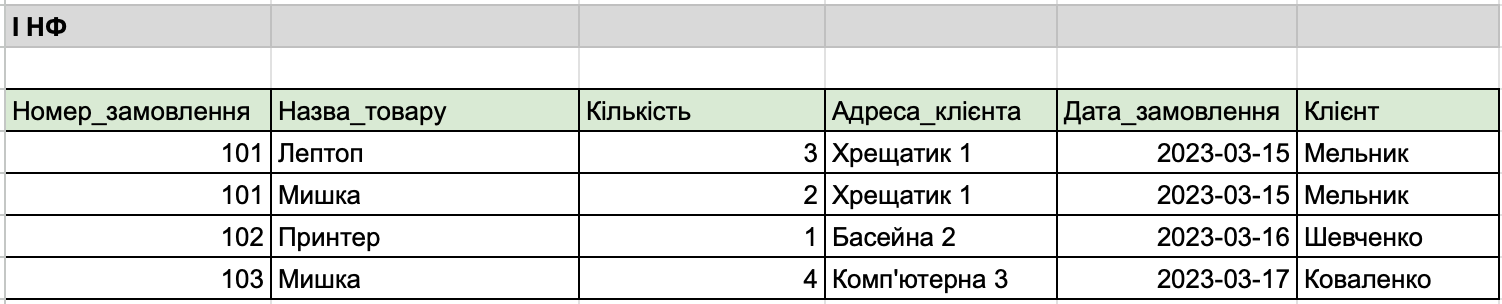 І НФ
Номер_замовлення Назва_товару Кількість Адреса_клієнта Дата_замовлення Клієнт
101 Лептоп 3 Хрещатик 1 2023-03-15 Мельник
101 Мишка 2 Хрещатик 1 2023-03-15 Мельник
102 Принтер 1 Басейна 2 2023-03-16 Шевченко
103 Мишка 4 Комп'ютерна 3 2023-03-17 Коваленко